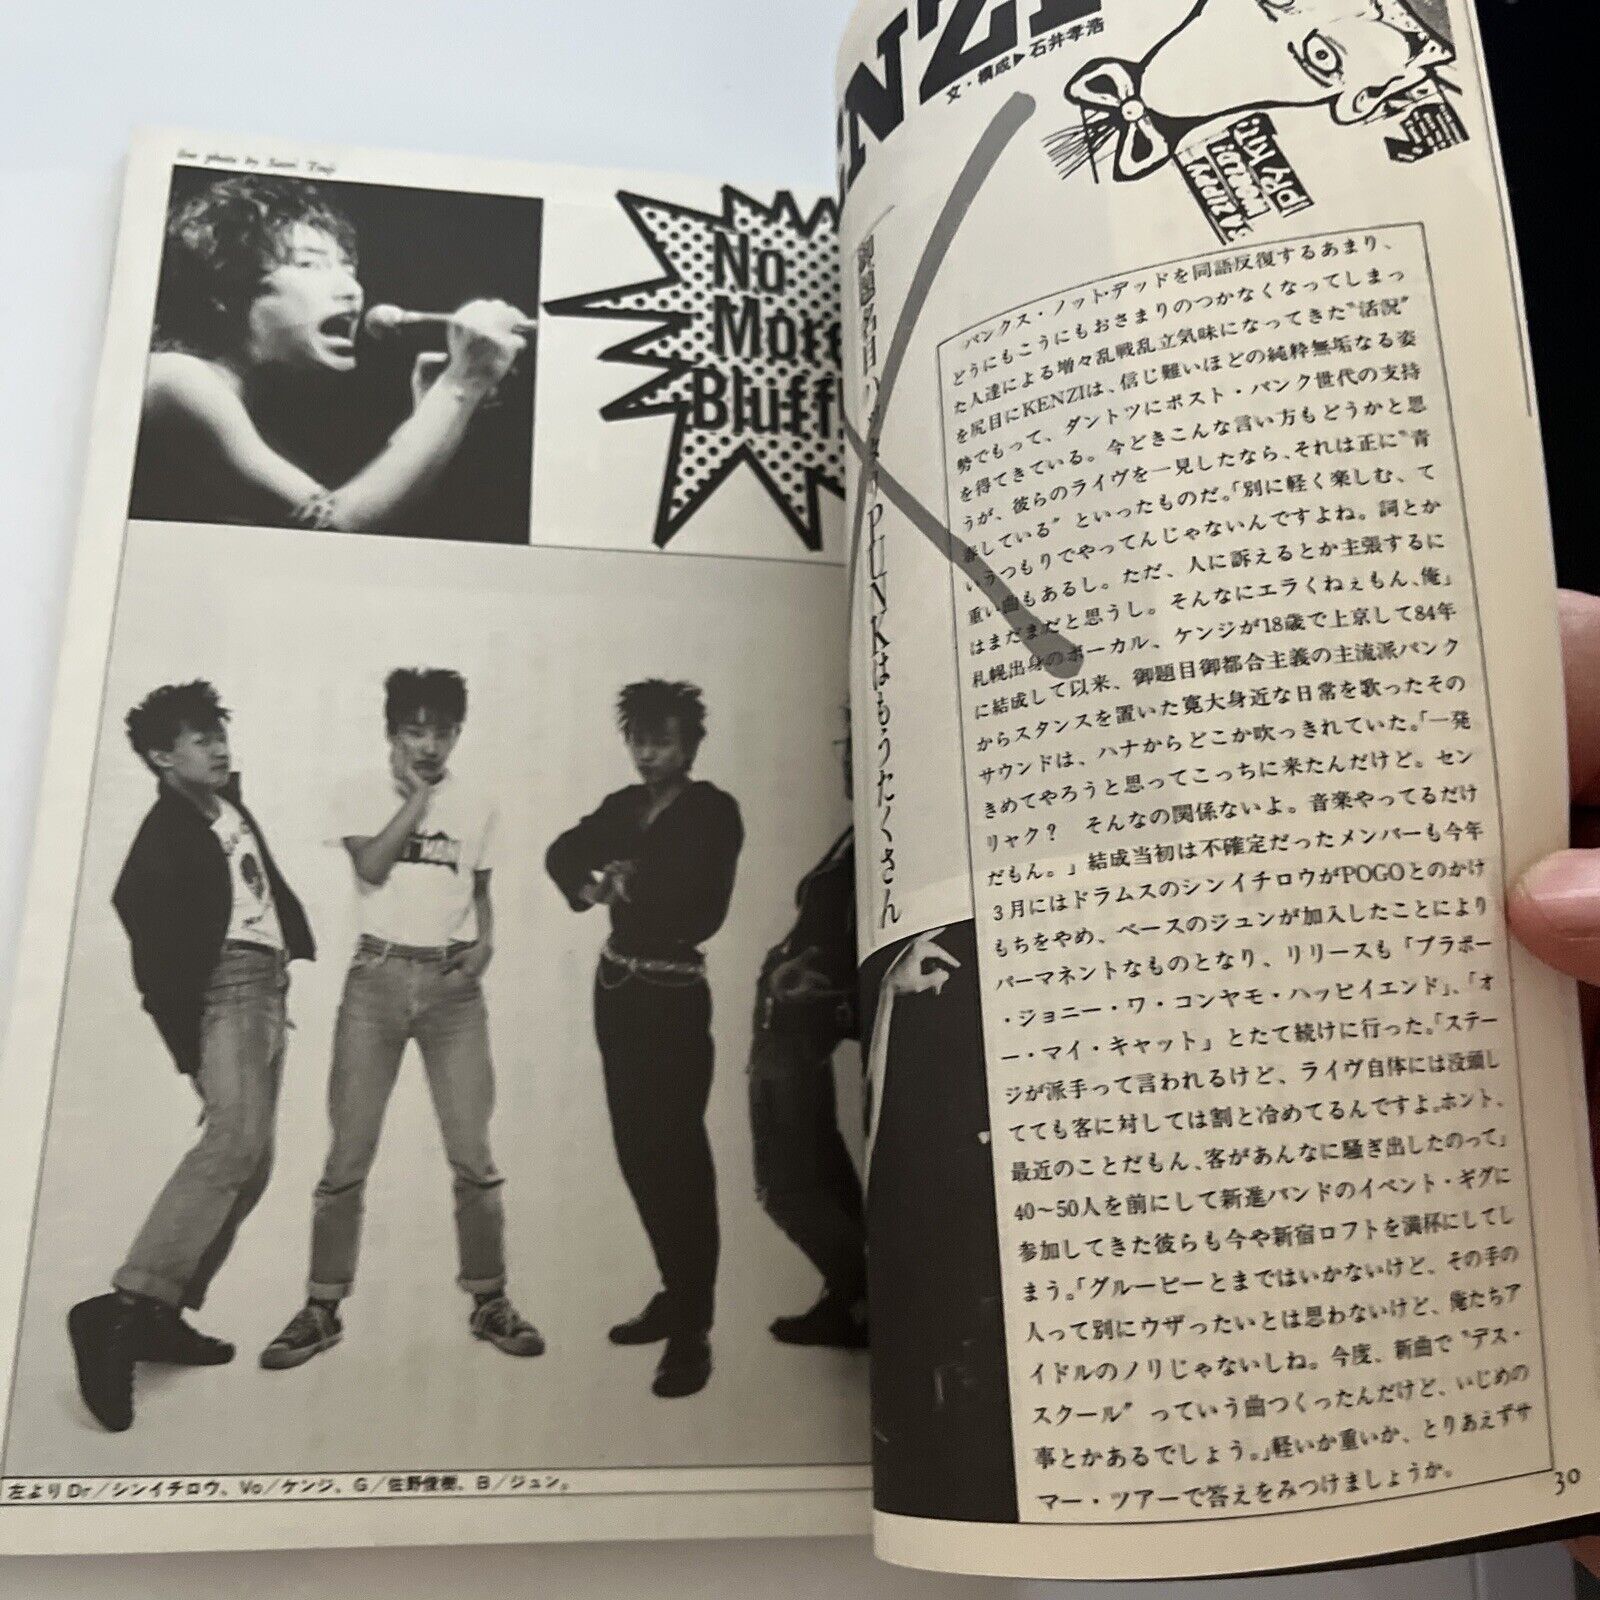 live photo by
No
More
Bluff!
左よりDr／シンイチロウ、Vo／ケンジ、G／佐野俊樹、B／ジュン。
ENZI
文・構成▶石井孝浩
PUNKはもうたくさん
パンクス・ノット・デッドを同語反復するあまり、
どうにもこうにもおさまりのつかなくなってしまっ
た人達による増々乱戦乱立気味になってきた〝活況〟
を尻目にKENZIは、信じ難いほどの純粋無垢なる姿
勢でもって、ダントツにポスト・パンク世代の支持
を得てきている。今どきこんな言い方もどうかと思
うが、彼らのライヴを一見したなら、それは正に〝青
春している〟といったものだ。「別に軽く楽しむ、て
いうつもりでやってんじゃないんですよね。詞とか
重い曲もあるし。ただ、人に訴えるとか主張するに
はまだまだと思うし。そんなにエラくねぇもん、俺」
札幌出身のボーカル、ケンジが18歳で上京して84年
に結成して以来、御題目御都合主義の主流派パンク
からスタンスを置いた寛大身近な日常を歌ったその
サウンドは、ハナからどこか吹っきれていた。「一発
きめてやろうと思ってこっちに来たんだけど。セン
リャク？　そんなの関係ないよ。音楽やってるだけ
だもん。」結成当初は不確定だったメンバーも今年
3月にはドラムスのシンイチロウがPOGOとのかけ
もちをやめ、ベースのジュンが加入したことにより
パーマネントなものとなり、リリースも「ブラボー
・ジョニー・ワ・コンヤモ・ハッピイエンド」、「オ
ー・マイ・キャット」とたて続けに行った。「ステー
ジが派手って言われるけど、ライヴ自体には没頭し
てても客に対しては割と冷めてるんですよ。ホント、
最近のことだもん、客があんなに騒ぎ出したのって」
40〜50人を前にして新進バンドのイベント・ギグに
参加してきた彼らも今や新宿ロフトを満杯にしてし
まう。「グルーピーとまではいかないけど、その手の
人って別にウザったいとは思わないけど、俺たちア
イドルのノリじゃないしね。今度、新曲で〝デス・
スクール〟っていう曲つくったんだけど、いじめの
事とかあるでしょう。」軽いか重いか、とりあえずサ
マー・ツアーで答えをみつけましょうか。
30